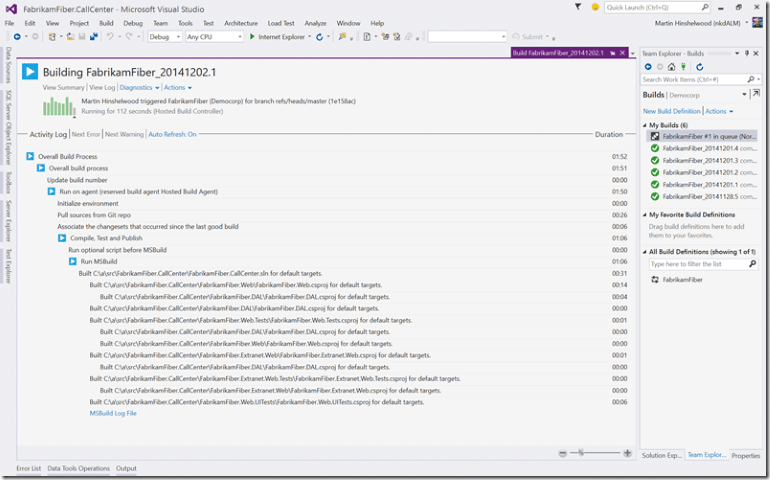 FabrikamFiber.CallCenter - Microsoft Visual Studio
Quick Launch (Ctrl+Q)
File Edit View Project Build Debug Team Tools Test Architecture Load Test Analyze Window Help
Martin Hinshelwood (nkdALM)
Debug Any CPU Internet Explorer Submit
Data Sources
SQL Server Object Explorer
Toolbox
Server Explorer
Test Explorer
Build FabrikamFiber_20141202.1
Building FabrikamFiber_20141202.1
View Summary | View Log | Diagnostics | Actions
Martin Hinshelwood triggered FabrikamFiber (Democorp) for branch refs/heads/master (1e158ac)
Running for 112 seconds (Hosted Build Controller)
Activity Log | Next Error | Next Warning | Auto Refresh: On Duration
Overall Build Process 01:52
Overall build process 01:51
Update build number 00:00
Run on agent (reserved build agent Hosted Build Agent) 01:50
Initialize environment 00:00
Pull sources from Git repo 00:26
Associate the changesets that occurred since the last good build 00:06
Compile, Test and Publish 01:06
Run optional script before MSBuild 00:00
Run MSBuild 01:06
Built C:\a\src\FabrikamFiber.CallCenter\FabrikamFiber.CallCenter.sln for default targets. 00:31
Built C:\a\src\FabrikamFiber.CallCenter\FabrikamFiber.Web\FabrikamFiber.Web.csproj for default targets. 00:14
Built C:\a\src\FabrikamFiber.CallCenter\FabrikamFiber.DAL\FabrikamFiber.DAL.csproj for default targets. 00:04
Built C:\a\src\FabrikamFiber.CallCenter\FabrikamFiber.DAL\FabrikamFiber.DAL.csproj for default targets. 00:00
Built C:\a\src\FabrikamFiber.CallCenter\FabrikamFiber.Web.Tests\FabrikamFiber.Web.Tests.csproj for default targets. 00:01
Built C:\a\src\FabrikamFiber.CallCenter\FabrikamFiber.DAL\FabrikamFiber.DAL.csproj for default targets. 00:00
Built C:\a\src\FabrikamFiber.CallCenter\FabrikamFiber.Web\FabrikamFiber.Web.csproj for default targets. 00:00
Built C:\a\src\FabrikamFiber.CallCenter\FabrikamFiber.Extranet.Web\FabrikamFiber.Extranet.Web.csproj for default targets. 00:01
Built C:\a\src\FabrikamFiber.CallCenter\FabrikamFiber.DAL\FabrikamFiber.DAL.csproj for default targets. 00:00
Built C:\a\src\FabrikamFiber.CallCenter\FabrikamFiber.Extranet.Web.Tests\FabrikamFiber.Extranet.Web.Tests.csproj for default targets. 00:00
Built C:\a\src\FabrikamFiber.CallCenter\FabrikamFiber.Extranet.Web\FabrikamFiber.Extranet.Web.csproj for default targets. 00:00
Built C:\a\src\FabrikamFiber.CallCenter\FabrikamFiber.Web.UITests\FabrikamFiber.Web.UITests.csproj for default targets. 00:06
MSBuild Log File
Team Explorer - Builds
Search Work Items (Ctrl+')
Builds | Democorp
New Build Definition | Actions
My Builds (6)
FabrikamFiber #1 in queue (Nor...
FabrikamFiber_20141201.4 com...
FabrikamFiber_20141201.3 com...
FabrikamFiber_20141201.2 com...
FabrikamFiber_20141201.1 com...
FabrikamFiber_20141128.5 com...
My Favorite Build Definitions
Drag build definitions here to add
them to your favorites.
All Build Definitions (showing 1 of 1)
Type here to filter the list
FabrikamFiber
Solution Exp... Team Explor... Properties
Error List Data Tools Operations Output